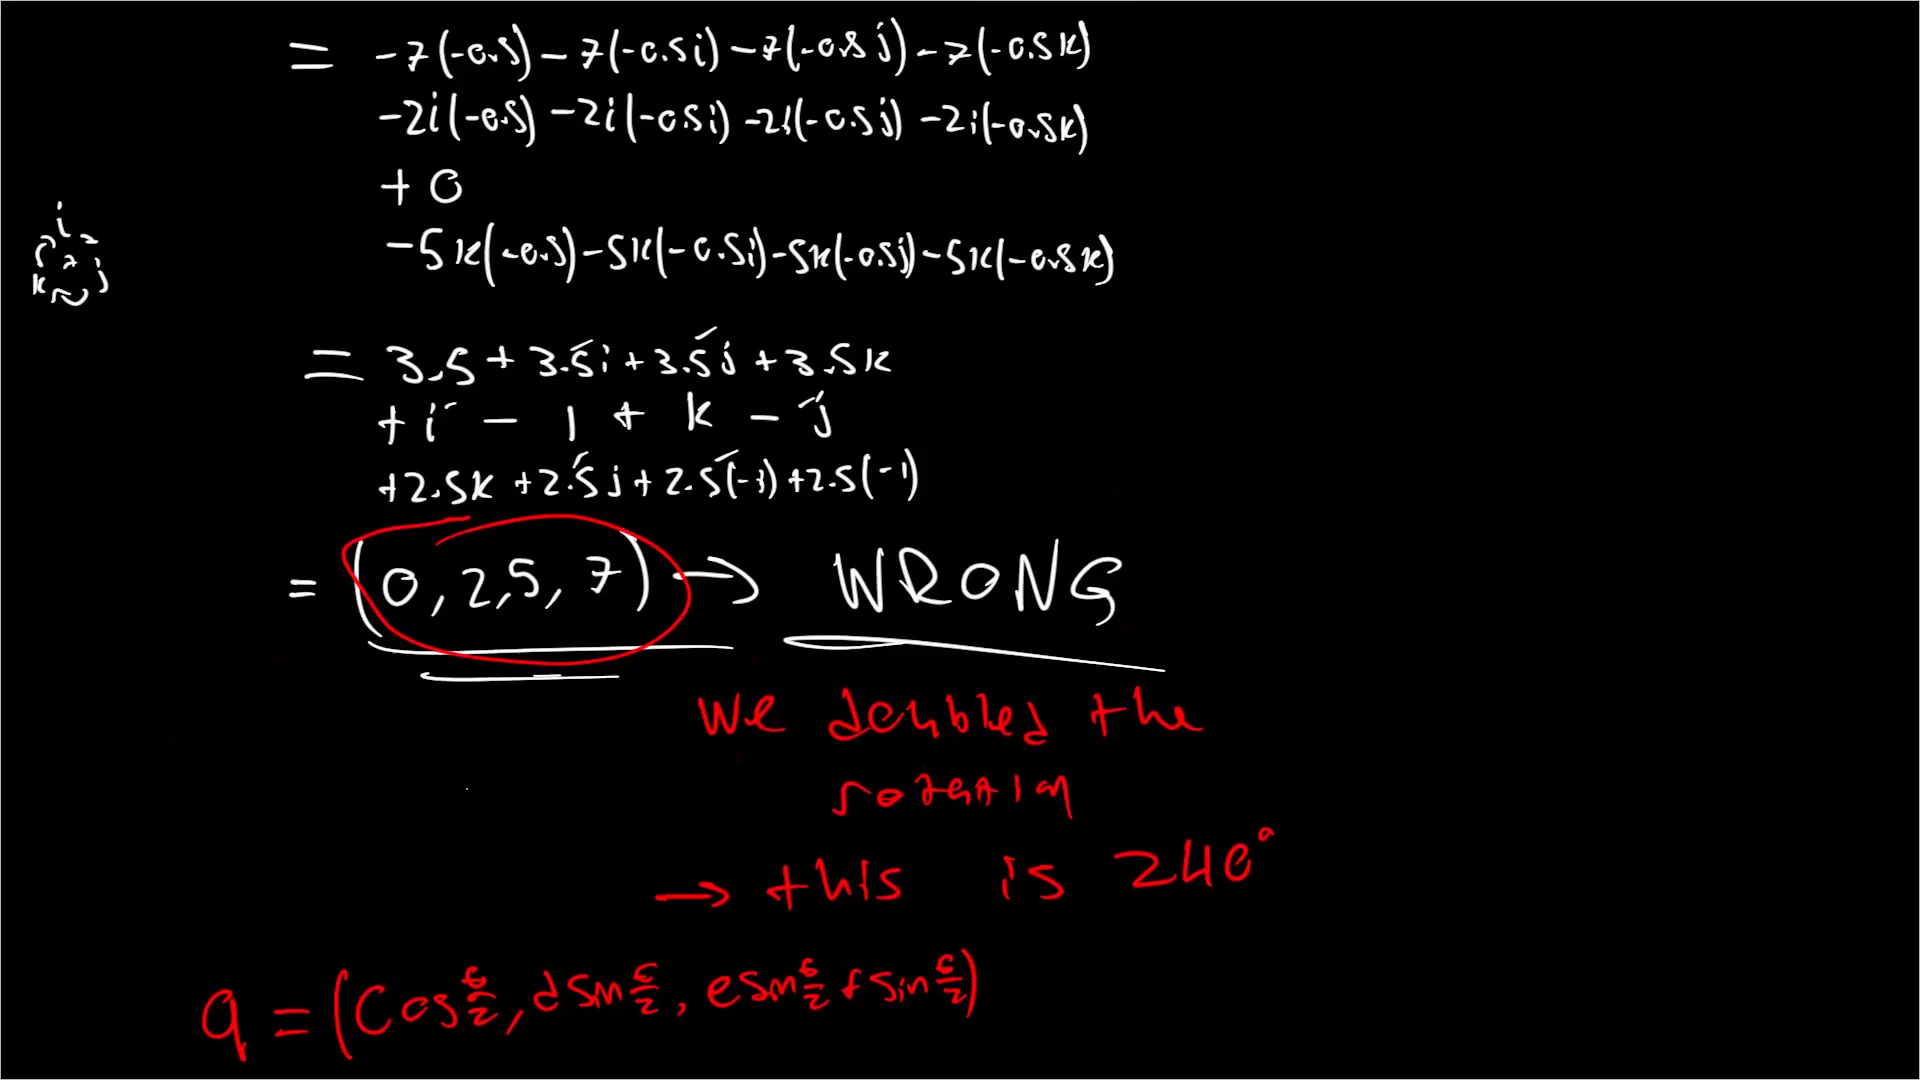 = -7(-0.5) - 7(-0.5i) - 7(-0.5j) - 7(-0.5k)
-2i(-0.5) - 2i(-0.5i) - 2i(-0.5j) - 2i(-0.5k)
+ 0
-5k(-0.5) - 5k(-0.5i) - 5k(-0.5j) - 5k(-0.5k)
i
k j
= 3.5 + 3.5i + 3.5j + 3.5k
+ i - 1 + k - j
+2.5k + 2.5j + 2.5(-i) + 2.5(-1)
= (0, 2, 5, 7) → WRONG
we doubled the
rotation
→ this is 240°
q = (Cos θ/2, d sin θ/2, e sin θ/2 f sin θ/2)